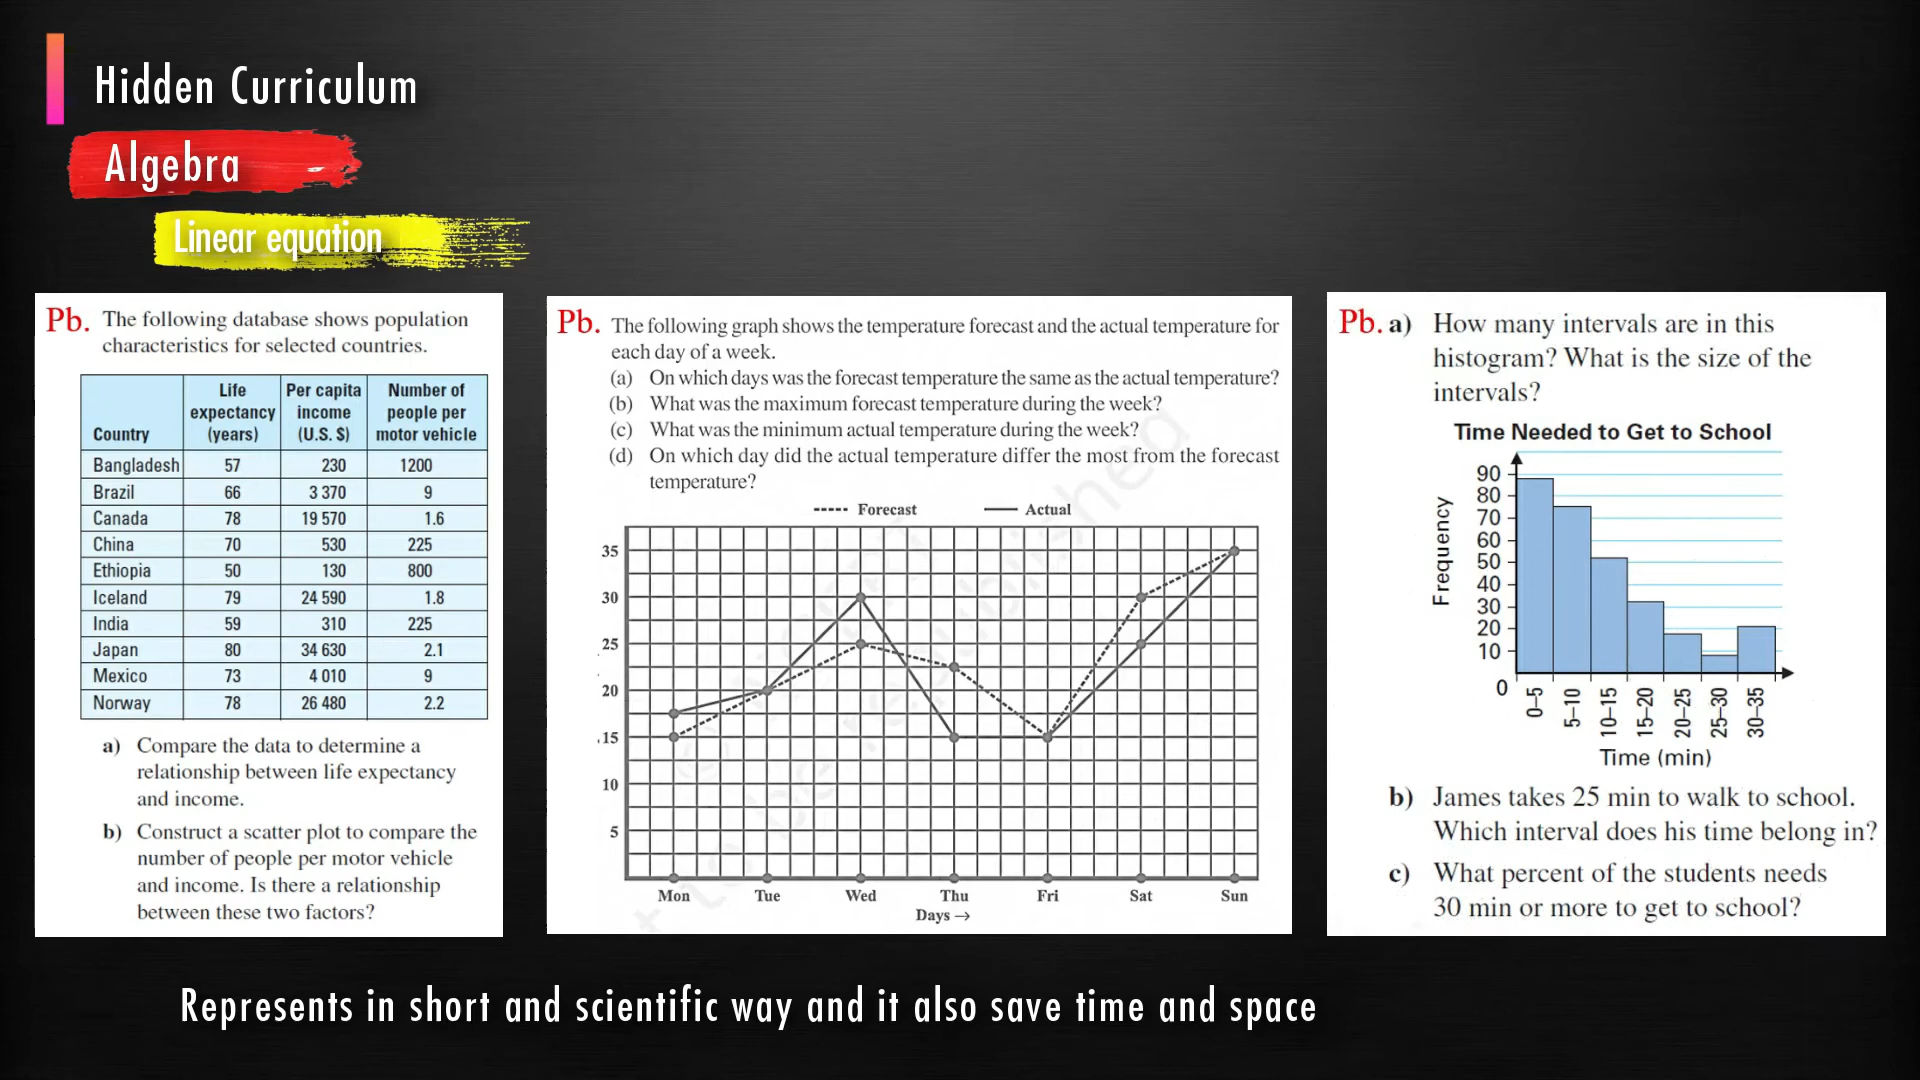 Hidden Curriculum
Algebra
Linear equation
Pb. The following database shows population
characteristics for selected countries.
Country | Life expectancy (years) | Per capita income (U.S. $) | Number of people per motor vehicle
Bangladesh 57 230 1200
Brazil 66 3 370 9
Canada 78 19 570 1.6
China 70 530 225
Ethiopia 50 130 800
Iceland 79 24 590 1.8
India 59 310 225
Japan 80 34 630 2.1
Mexico 73 4 010 9
Norway 78 26 480 2.2
a) Compare the data to determine a
relationship between life expectancy
and income.
b) Construct a scatter plot to compare the
number of people per motor vehicle
and income. Is there a relationship
between these two factors?
Pb. The following graph shows the temperature forecast and the actual temperature for
each day of a week.
(a) On which days was the forecast temperature the same as the actual temperature?
(b) What was the maximum forecast temperature during the week?
(c) What was the minimum actual temperature during the week?
(d) On which day did the actual temperature differ the most from the forecast
temperature?
Forecast Actual
35
30
25
20
15
10
5
Mon Tue Wed Thu Fri Sat Sun
Days →
Pb. a) How many intervals are in this
histogram? What is the size of the
intervals?
Time Needed to Get to School
Frequency
90
80
70
60
50
40
30
20
10
0
0–5 5–10 10–15 15–20 20–25 25–30 30–35
Time (min)
b) James takes 25 min to walk to school.
Which interval does his time belong in?
c) What percent of the students needs
30 min or more to get to school?
Represents in short and scientific way and it also save time and space